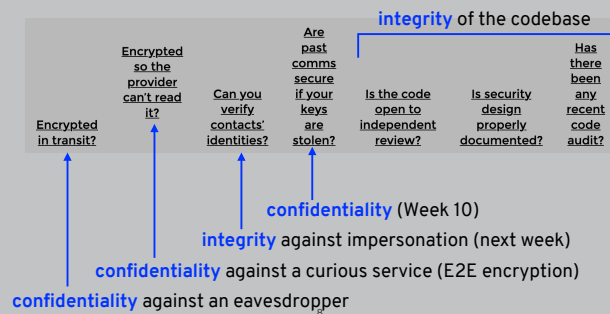 integrity of the codebase
Encrypted
in transit?
Encrypted
so the
provider
can't read
it?
Can you
verify
contacts'
identities?
Are
past
comms
secure
if your
keys
are
stolen?
Is the code
open to
independent
review?
Is security
design
properly
documented?
Has
there
been
any
recent
code
audit?
confidentiality (Week 10)
integrity against impersonation (next week)
confidentiality against a curious service (E2E encryption)
confidentiality against an eavesdropper
8